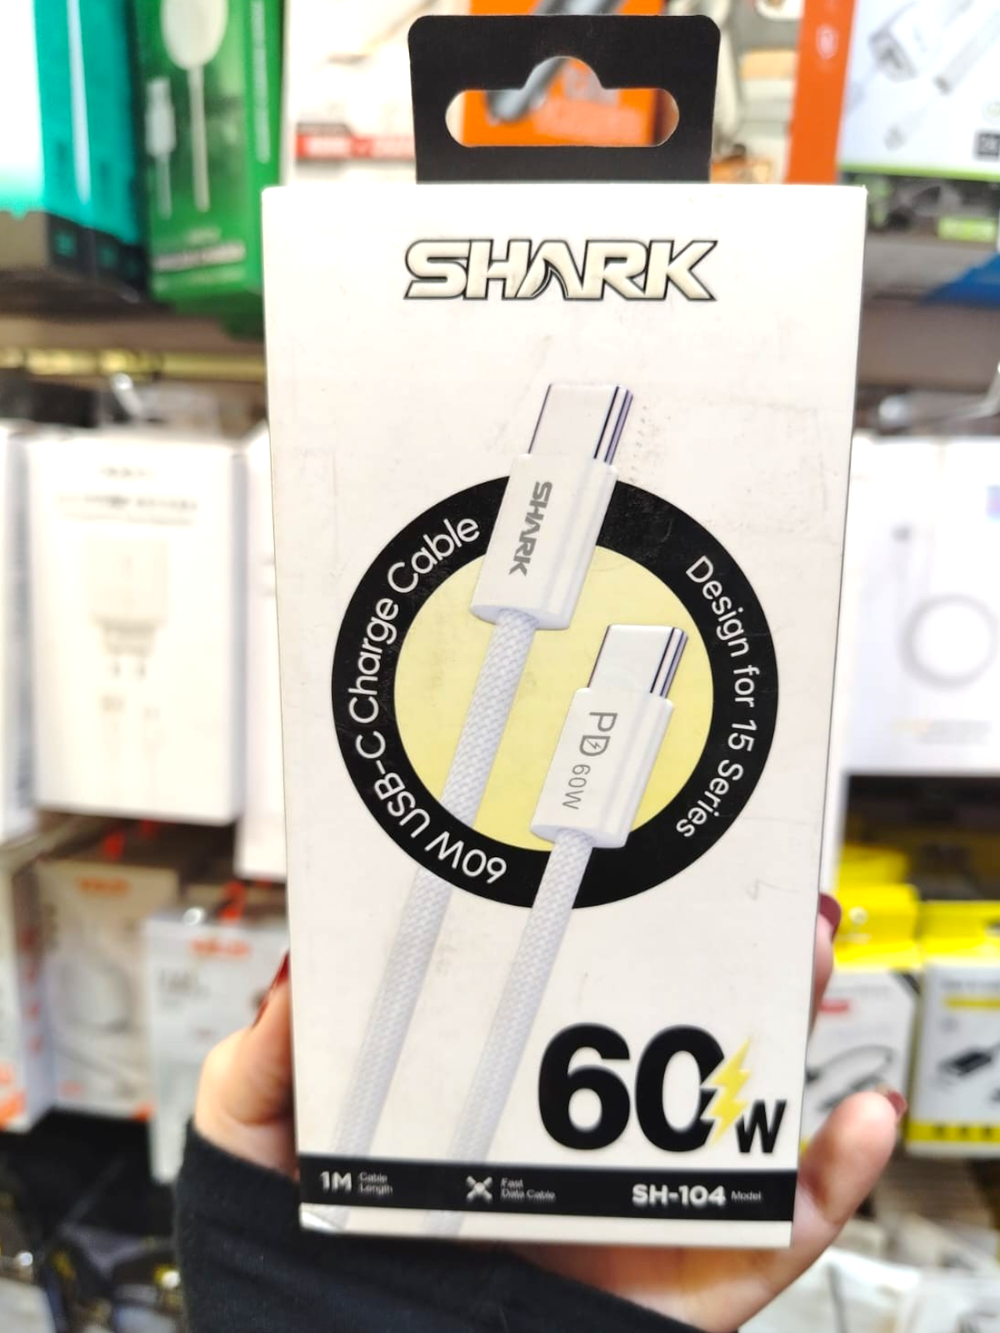 SHARK
SHARK
60W USB-C Charge Cable
Design for 15 Series
PD 60W
60W
1M Cable Length
Fast Data Cable
SH-104 Model